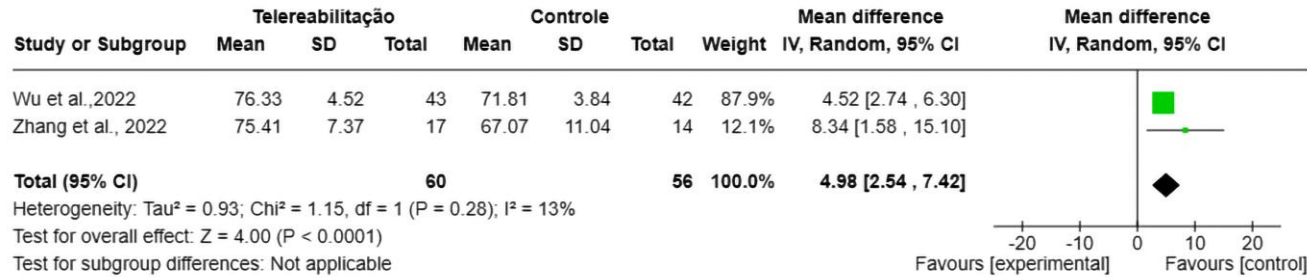 Telereabilitação Controle Mean difference Mean difference
Study or Subgroup Mean SD Total Mean SD Total Weight IV, Random, 95% CI IV, Random, 95% CI
Wu et al.,2022 76.33 4.52 43 71.81 3.84 42 87.9% 4.52 [2.74 , 6.30]
Zhang et al., 2022 75.41 7.37 17 67.07 11.04 14 12.1% 8.34 [1.58 , 15.10]
Total (95% CI) 60 56 100.0% 4.98 [2.54 , 7.42]
Heterogeneity: Tau² = 0.93; Chi² = 1.15, df = 1 (P = 0.28); I² = 13%
Test for overall effect: Z = 4.00 (P < 0.0001) -20 -10 0 10 20
Test for subgroup differences: Not applicable Favours [experimental] Favours [control]